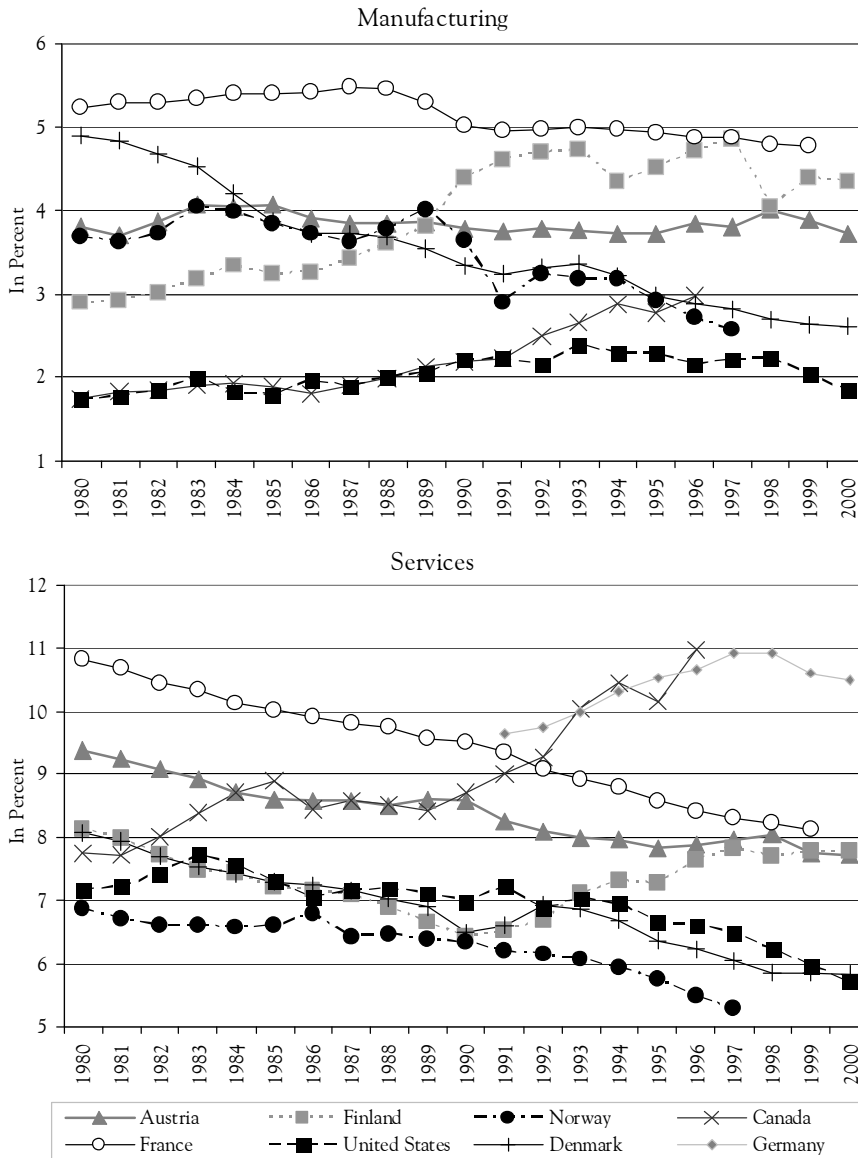 Manufacturing
In Percent
6
5
4
3
2
1
1980 1981 1982 1983 1984 1985 1986 1987 1988 1989 1990 1991 1992 1993 1994 1995 1996 1997 1998 1999 2000
Services
In Percent
12
11
10
9
8
7
6
5
1980 1981 1982 1983 1984 1985 1986 1987 1988 1989 1990 1991 1992 1993 1994 1995 1996 1997 1998 1999 2000
Austria Finland Norway Canada
France United States Denmark Germany